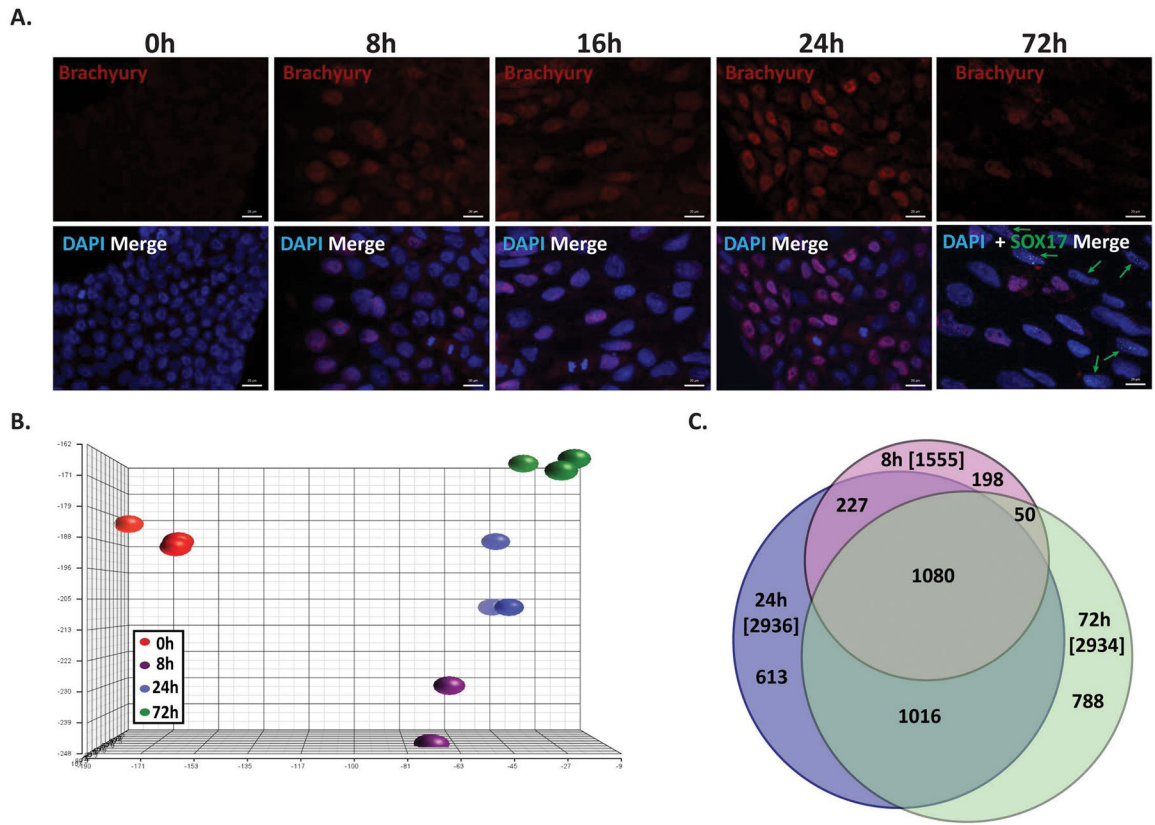 A.
0h 8h 16h 24h 72h
Brachyury Brachyury Brachyury Brachyury Brachyury
DAPI Merge DAPI Merge DAPI Merge DAPI Merge DAPI + SOX17 Merge
B.
-162
-171
-179
-188
-196
-205
-213
-222
-230
-239
-248
-190 -171 -153 -135 -117 -100 -81 -63 -45 -27 -9
0h
8h
24h
72h
C.
8h [1555]
198
227
50
1080
24h
[2936]
72h
[2934]
613
788
1016